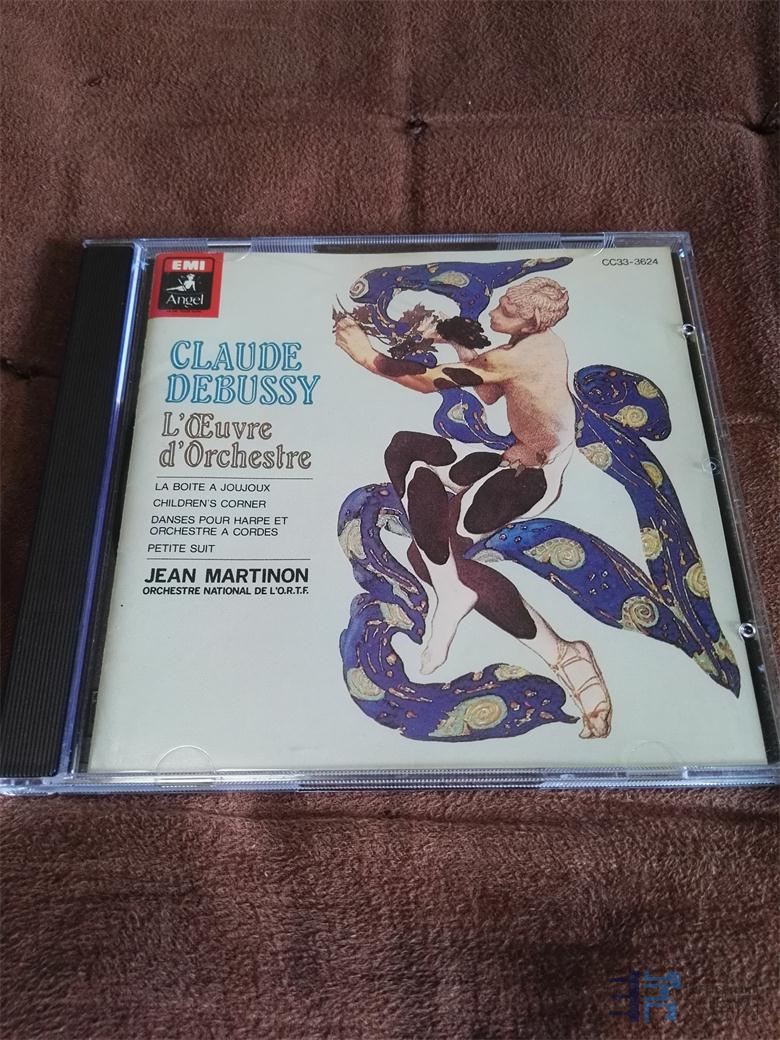 EMI
Angel
CC33-3624
CLAUDE
DEBUSSY
L'Œuvre
d'Orchestre
LA BOITE A JOUJOUX
CHILDREN'S CORNER
DANSES POUR HARPE ET
ORCHESTRE A CORDES
PETITE SUIT
JEAN MARTINON
ORCHESTRE NATIONAL DE L'O.R.T.F.